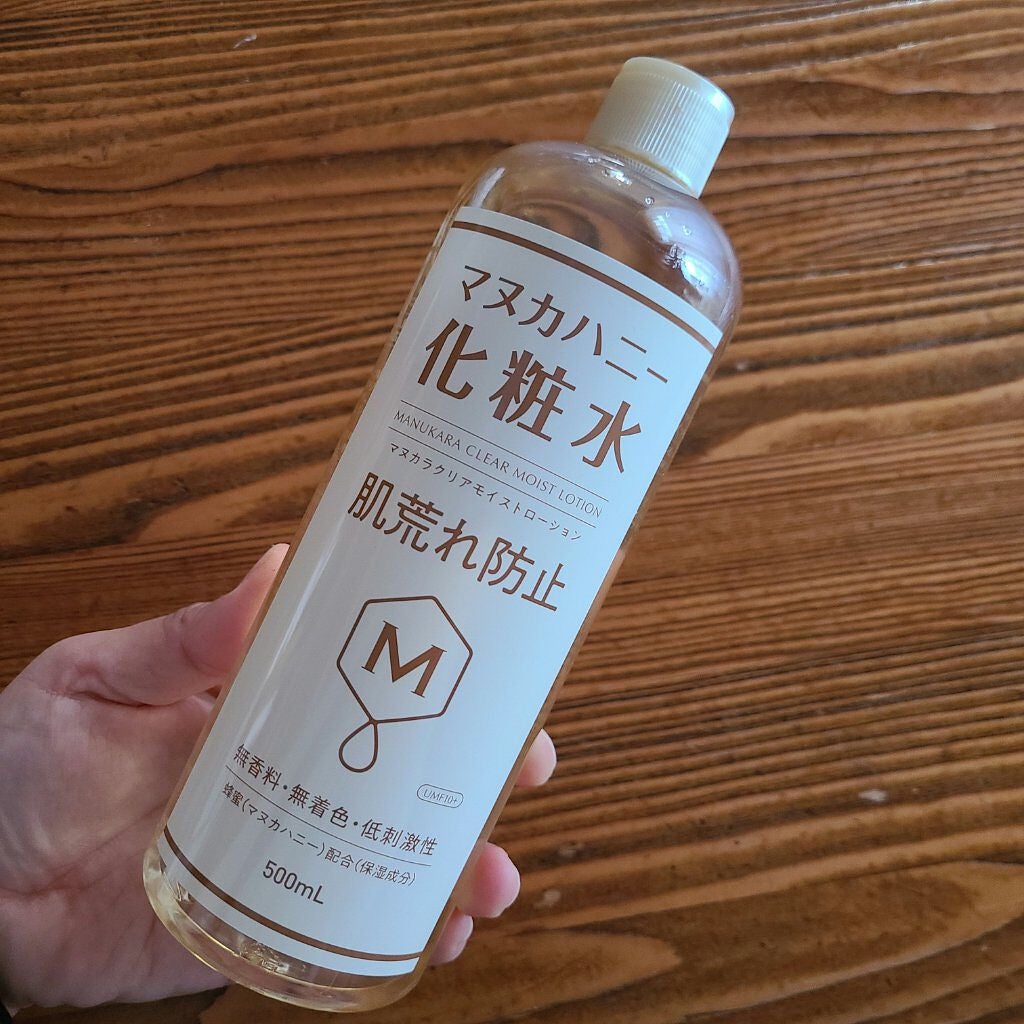 マヌカハニー
化粧水
MANUKARA CLEAR MOIST LOTION
マヌカラクリアモイストローション
肌荒れ防止
M
UMF10+
無香料・無着色・低刺激性
蜂蜜(マヌカハニー)配合(保湿成分)
500mL